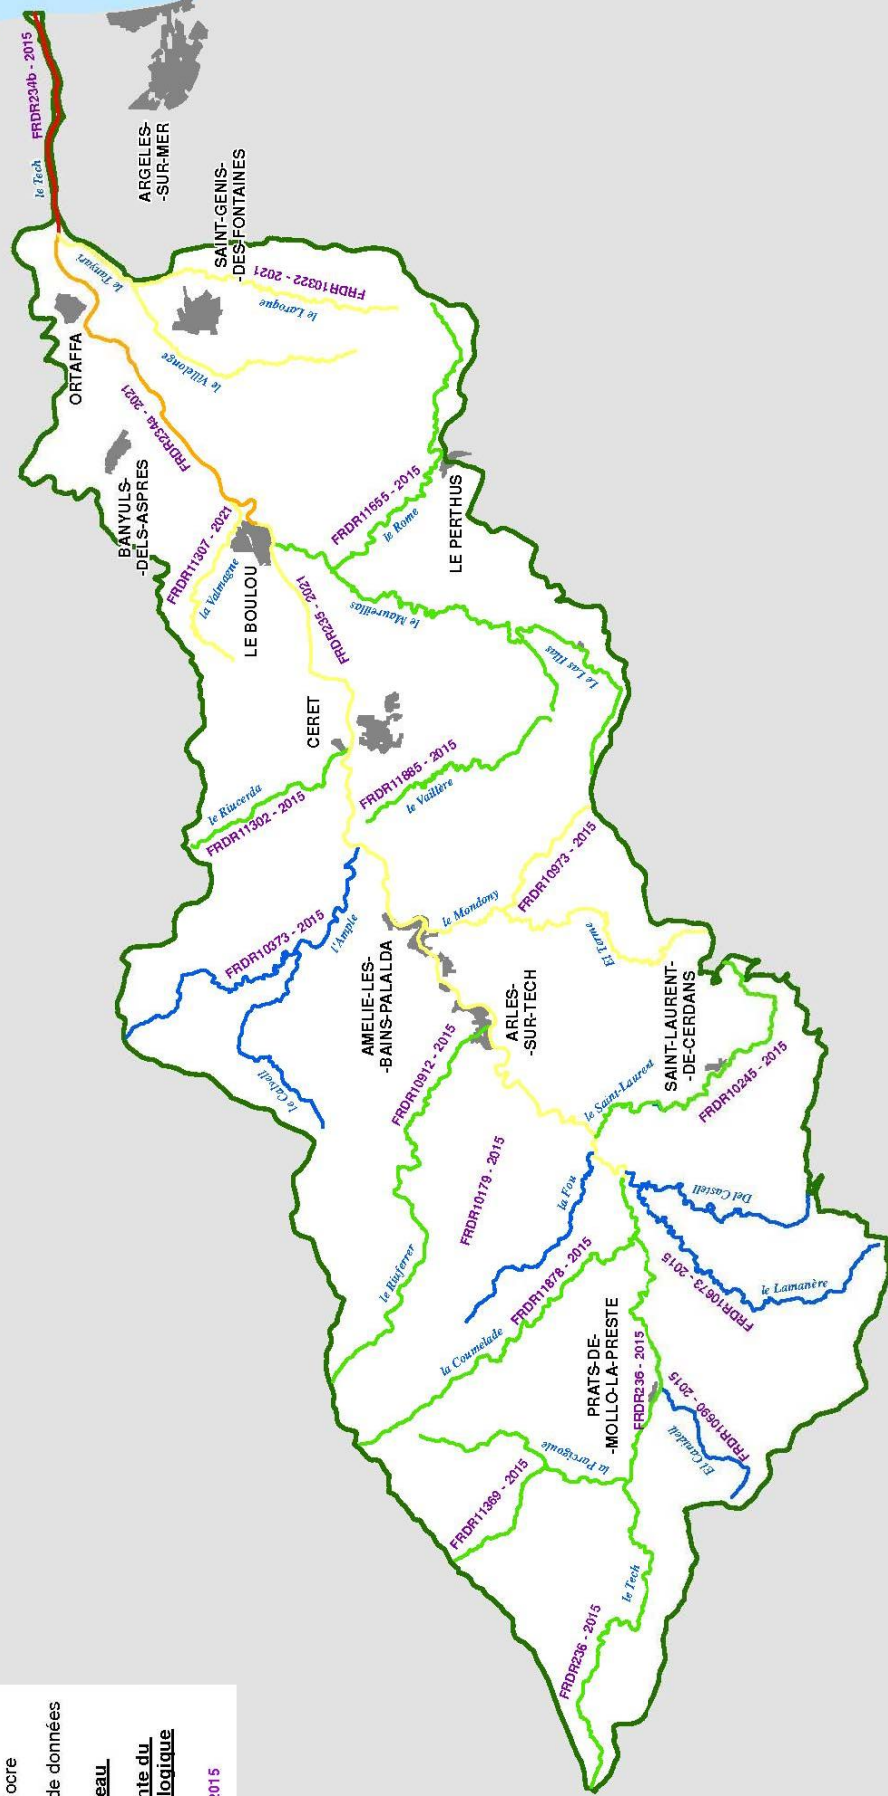 ocre
de données
eau
nte du
logique
2015
le Tech
FRDR234b - 2015
ARGELES-
-SUR-MER
SAINT-GENIS-
-DES-FONTAINES
le Tanyari
FRDR10322 - 2021
le Laroque
ORTAFFA
le Villelongue
FRDR234a - 2021
BANYULS-
-DELS-ASPRES
FRDR11307 - 2021
la Valmagne
LE BOULOU
FRDR11655 - 2015
le Rome
LE PERTHUS
FRDR235 - 2021
le Maureillas
Le Las Illas
CERET
le Riucerda
FRDR11302 - 2015
FRDR11885 - 2015
le Vaillère
FRDR10373 - 2015
l'Ample
le Calvell
AMELIE-LES-
-BAINS-PALALDA
le Mondony
FRDR10973 - 2015
El Terme
ARLES-
-SUR-TECH
FRDR10912 - 2015
SAINT-LAURENT-
-DE-CERDANS
FRDR10245 - 2015
le Saint-Laurent
FRDR10179 - 2015
la Fou
Del Castell
le Riuferrer
FRDR11878 - 2015
la Coumelade
FRDR10673 - 2015
le Lamanère
PRATS-DE-
-MOLLO-LA-PRESTE
FRDR236 - 2015
FRDR10690 - 2015
El Canidell
la Parcigoule
FRDR11369 - 2015
le Tech
FRDR236 - 2015